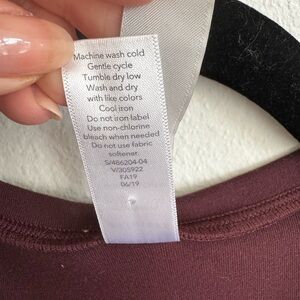 Machine wash cold
Gentle cycle
Tumble dry low
Wash and dry
with like colors
Cool iron
Do not iron label
Use non-chlorine
bleach when needed
Do not use fabric
softener.
S/486204-04
V/305922
FA19
06/19